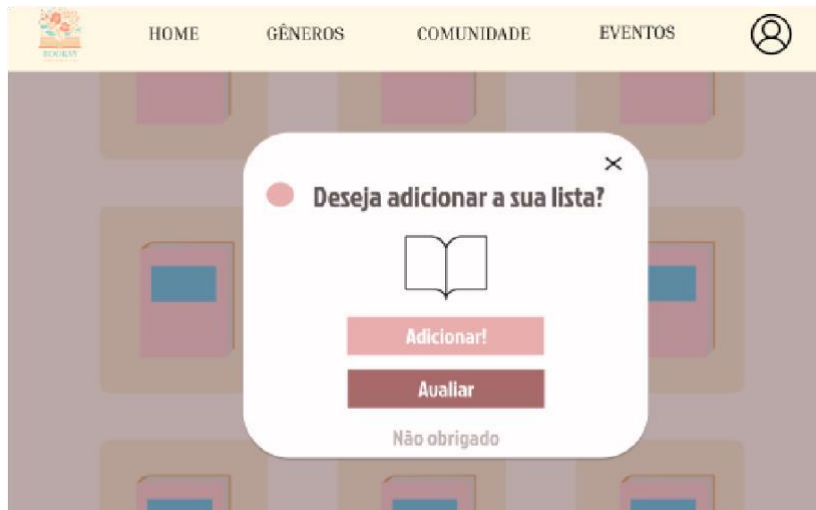 HOME GÊNEROS COMUNIDADE EVENTOS
Deseja adicionar a sua lista?
Adicionar!
Avaliar
Não obrigado